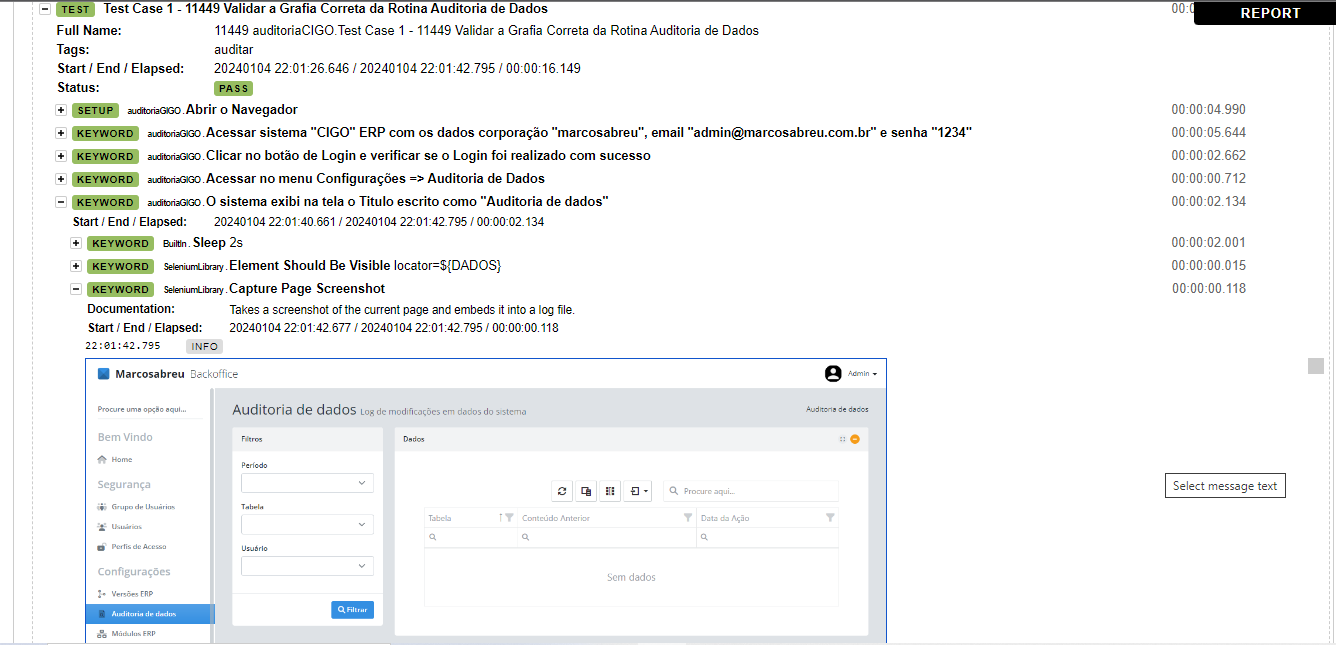 TEST Test Case 1 - 11449 Validar a Grafia Correta da Rotina Auditoria de Dados
REPORT
Full Name: 11449 auditoriaCIGO.Test Case 1 - 11449 Validar a Grafia Correta da Rotina Auditoria de Dados
Tags: auditar
Start / End / Elapsed: 20240104 22:01:26.646 / 20240104 22:01:42.795 / 00:00:16.149
Status: PASS
SETUP auditoriaGIGO. Abrir o Navegador 00:00:04.990
KEYWORD auditoriaGIGO. Acessar sistema "CIGO" ERP com os dados corporação "marcosabreu", email "admin@marcosabreu.com.br" e senha "1234" 00:00:05.644
KEYWORD auditoriaGIGO. Clicar no botão de Login e verificar se o Login foi realizado com sucesso 00:00:02.662
KEYWORD auditoriaGIGO. Acessar no menu Configurações => Auditoria de Dados 00:00:00.712
KEYWORD auditoriaGIGO. O sistema exibi na tela o Titulo escrito como "Auditoria de dados" 00:00:02.134
Start / End / Elapsed: 20240104 22:01:40.661 / 20240104 22:01:42.795 / 00:00:02.134
KEYWORD BuiltIn. Sleep 2s 00:00:02.001
KEYWORD SeleniumLibrary. Element Should Be Visible locator=${DADOS} 00:00:00.015
KEYWORD SeleniumLibrary. Capture Page Screenshot 00:00:00.118
Documentation: Takes a screenshot of the current page and embeds it into a log file.
Start / End / Elapsed: 20240104 22:01:42.677 / 20240104 22:01:42.795 / 00:00:00.118
22:01:42.795 INFO
Marcosabreu Backoffice
Admin
Procure uma opção aqui...
Bem Vindo
Home
Segurança
Grupo de Usuários
Usuários
Perfis de Acesso
Configurações
Versões ERP
Auditoria de dados
Módulos ERP
Auditoria de dados Log de modificações em dados do sistema
Auditoria de dados
Filtros
Período
Tabela
Usuário
Filtrar
Dados
Procure aqui...
Tabela Conteúdo Anterior Data da Ação
Sem dados
Select message text